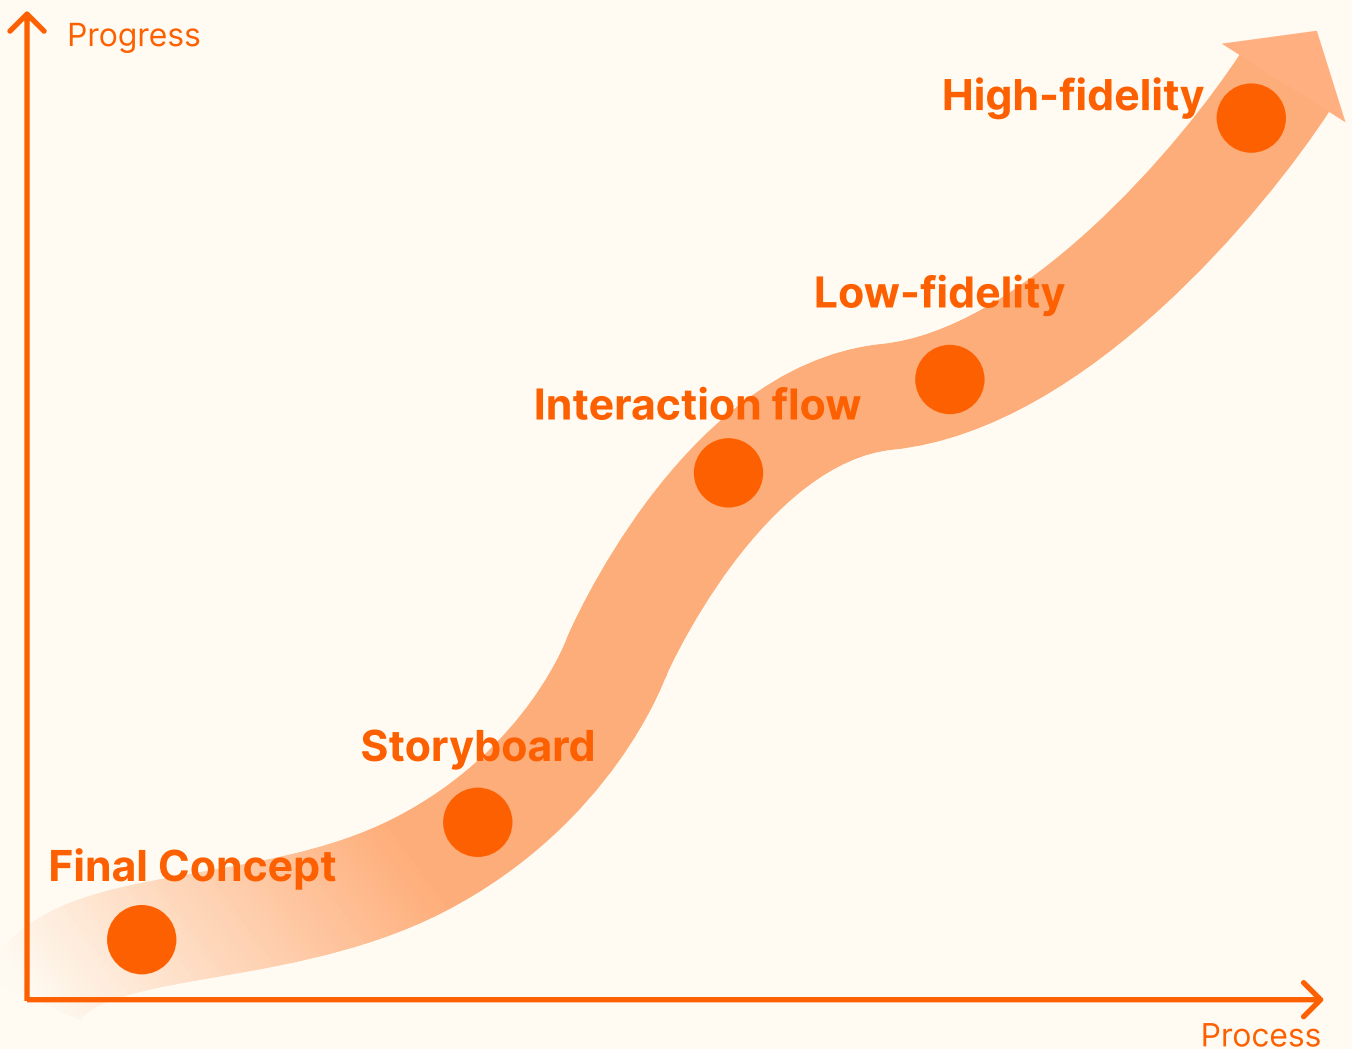 Progress
High-fidelity
Low-fidelity
Interaction flow
Storyboard
Final Concept
Process